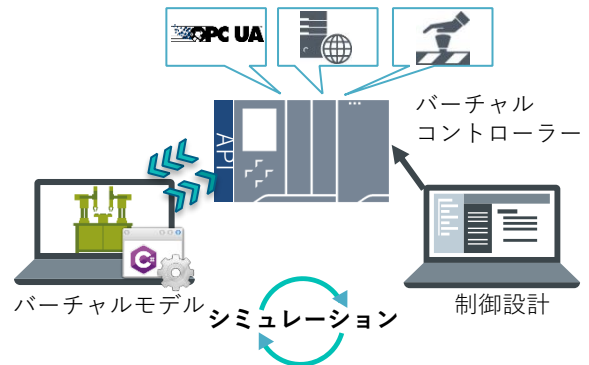 OPC UA
バーチャル
コントローラー
API
C#
バーチャルモデル
制御設計
シミュレーション